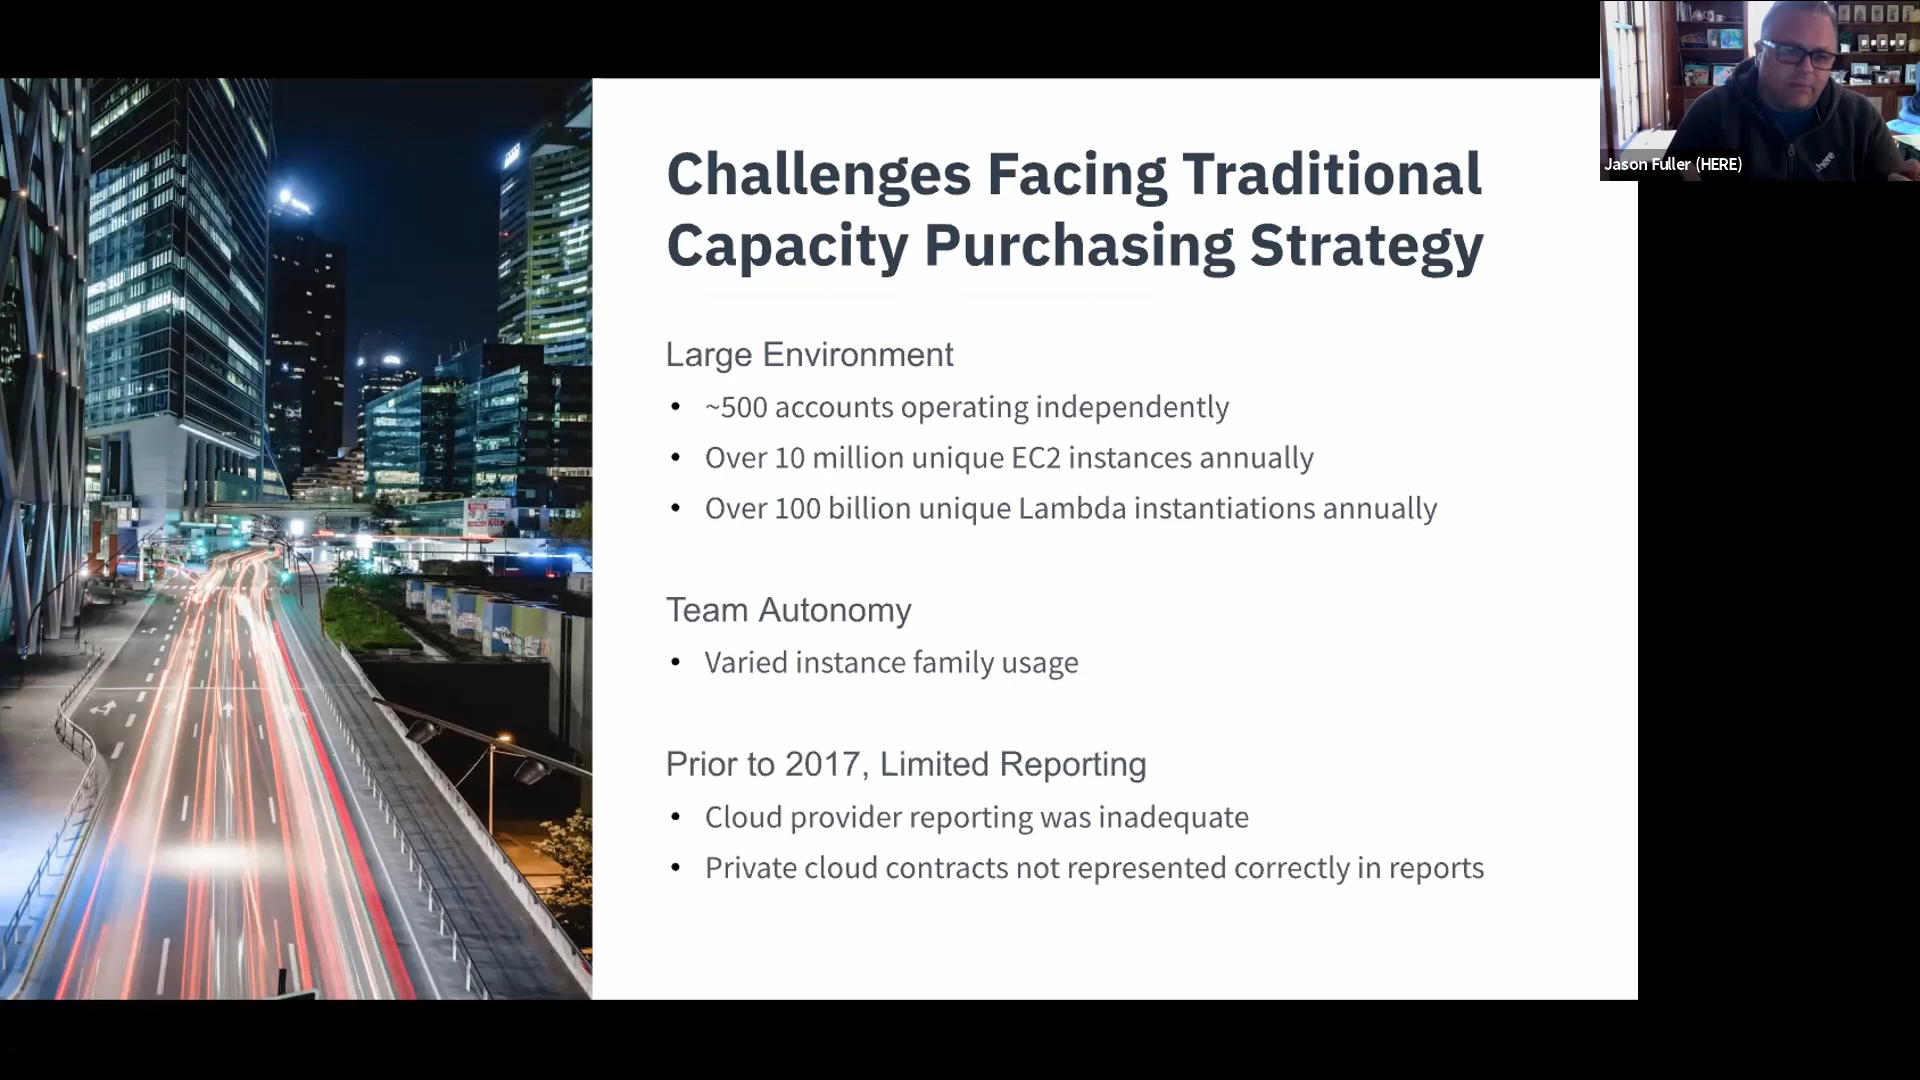 Jason Fuller (HERE)
here
Challenges Facing Traditional
Capacity Purchasing Strategy
Large Environment
• ~500 accounts operating independently
• Over 10 million unique EC2 instances annually
• Over 100 billion unique Lambda instantiations annually
Team Autonomy
• Varied instance family usage
Prior to 2017, Limited Reporting
• Cloud provider reporting was inadequate
• Private cloud contracts not represented correctly in reports